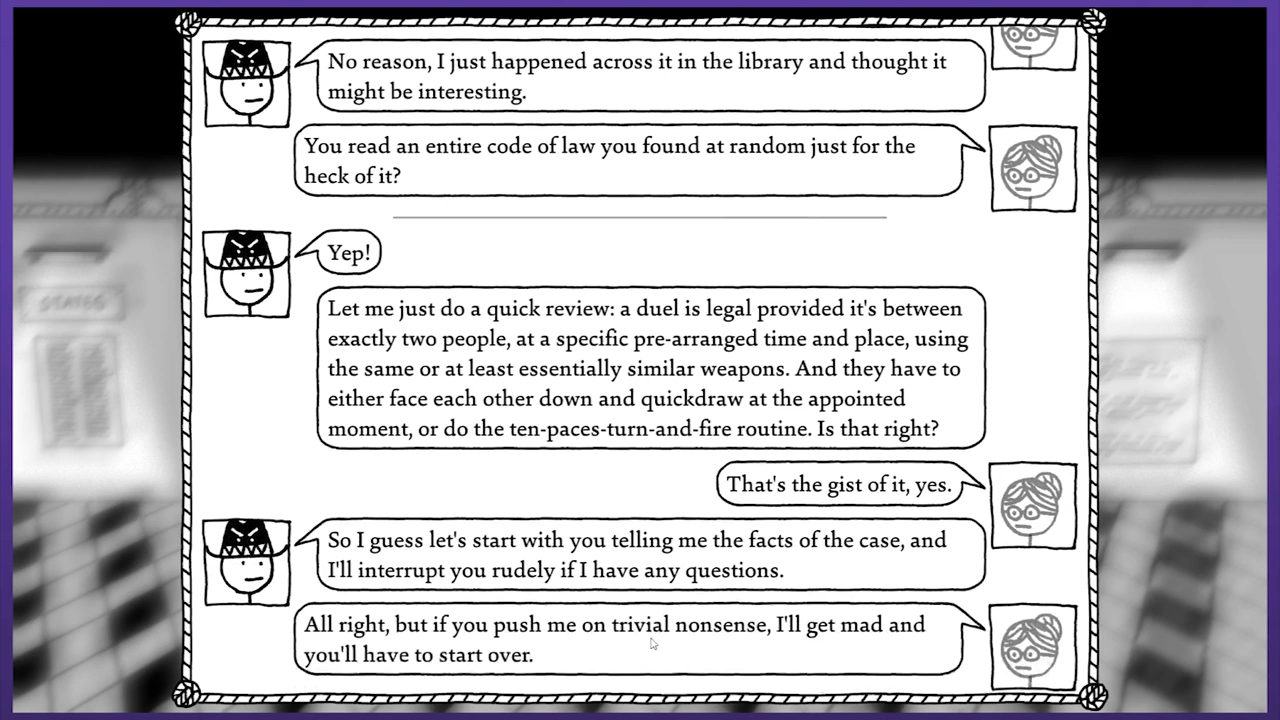 No reason, I just happened across it in the library and thought it
might be interesting.
You read an entire code of law you found at random just for the
heck of it?
Yep!
Let me just do a quick review: a duel is legal provided it's between
exactly two people, at a specific pre-arranged time and place, using
the same or at least essentially similar weapons. And they have to
either face each other down and quickdraw at the appointed
moment, or do the ten-paces-turn-and-fire routine. Is that right?
That's the gist of it, yes.
So I guess let's start with you telling me the facts of the case, and
I'll interrupt you rudely if I have any questions.
All right, but if you push me on trivial nonsense, I'll get mad and
you'll have to start over.